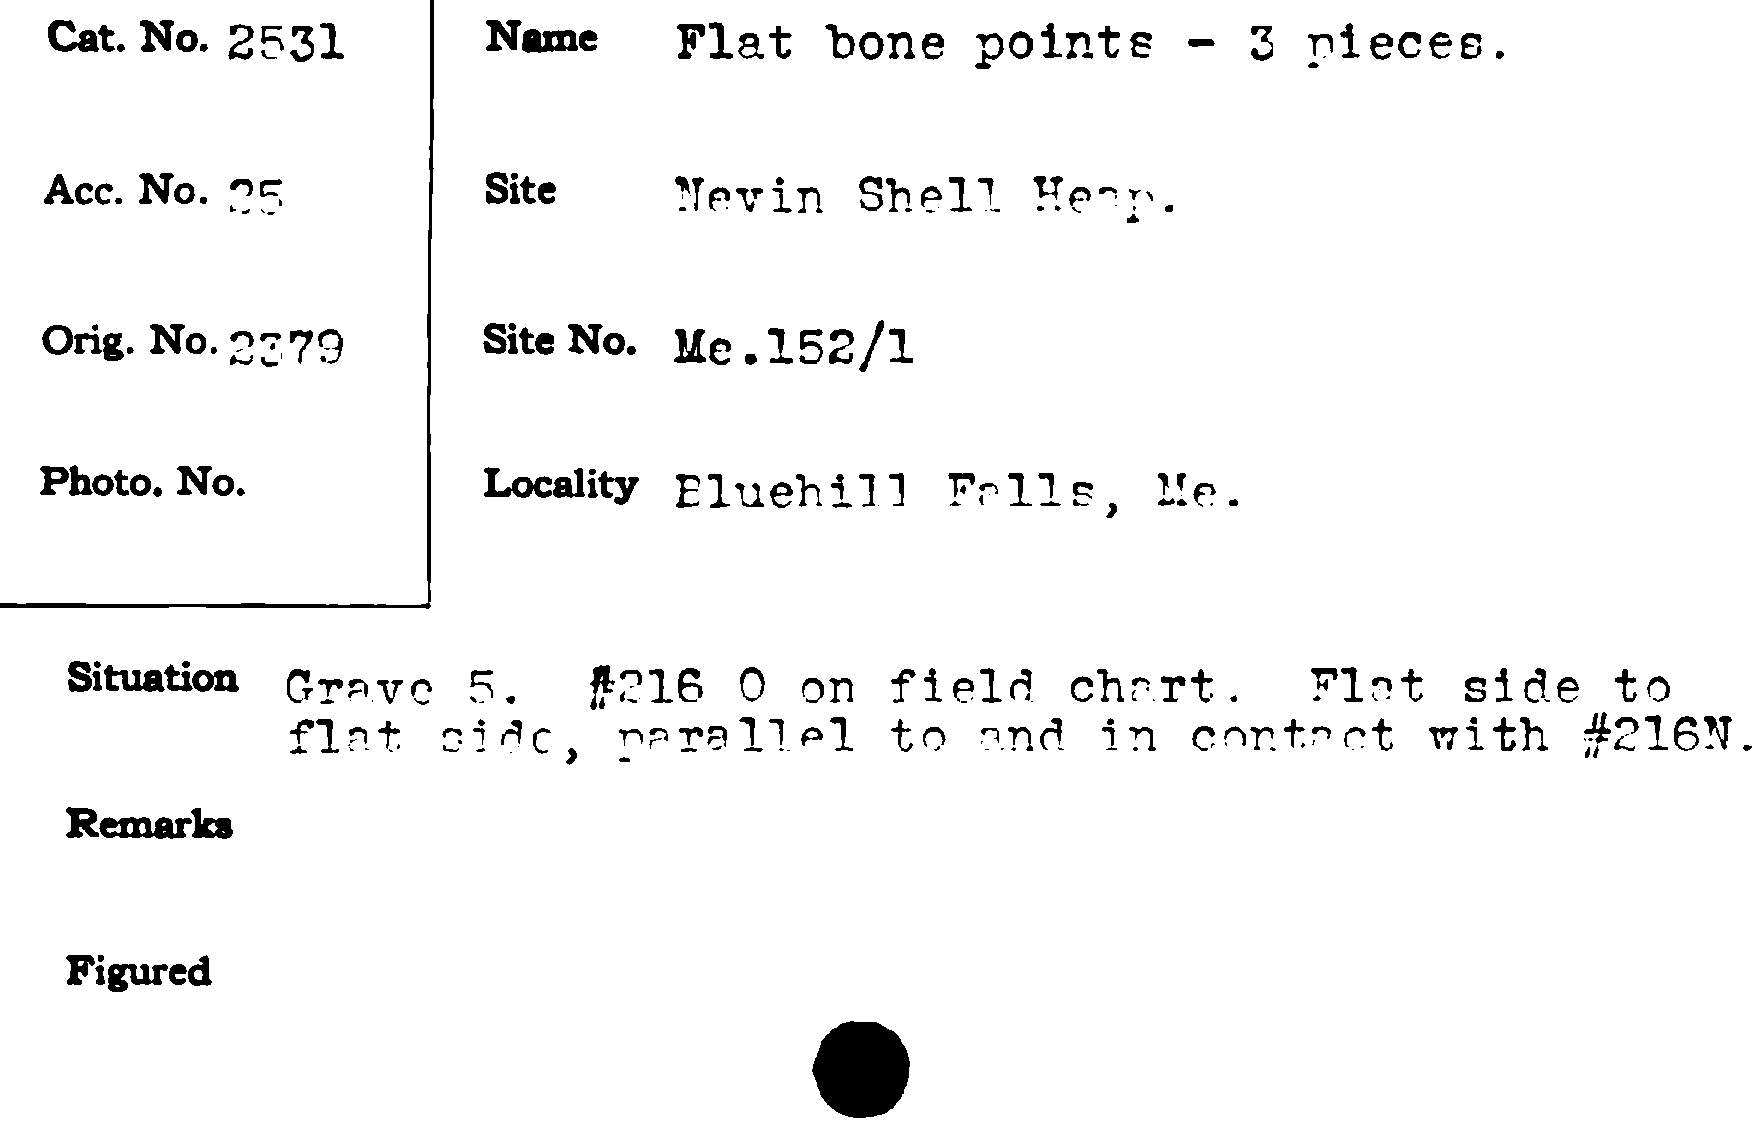 Cat. No. 2531
Name Flat bone points - 3 pieces.
Acc. No. 25
Site Nevin Shell Heap.
Orig. No. 2379
Site No. Me.152/1
Photo. No.
Locality Bluehill Falls, Me.
Situation Grave 5. #216 O on field chart. Flat side to
flat side, parallel to and in contact with #216N.
Remarks
Figured